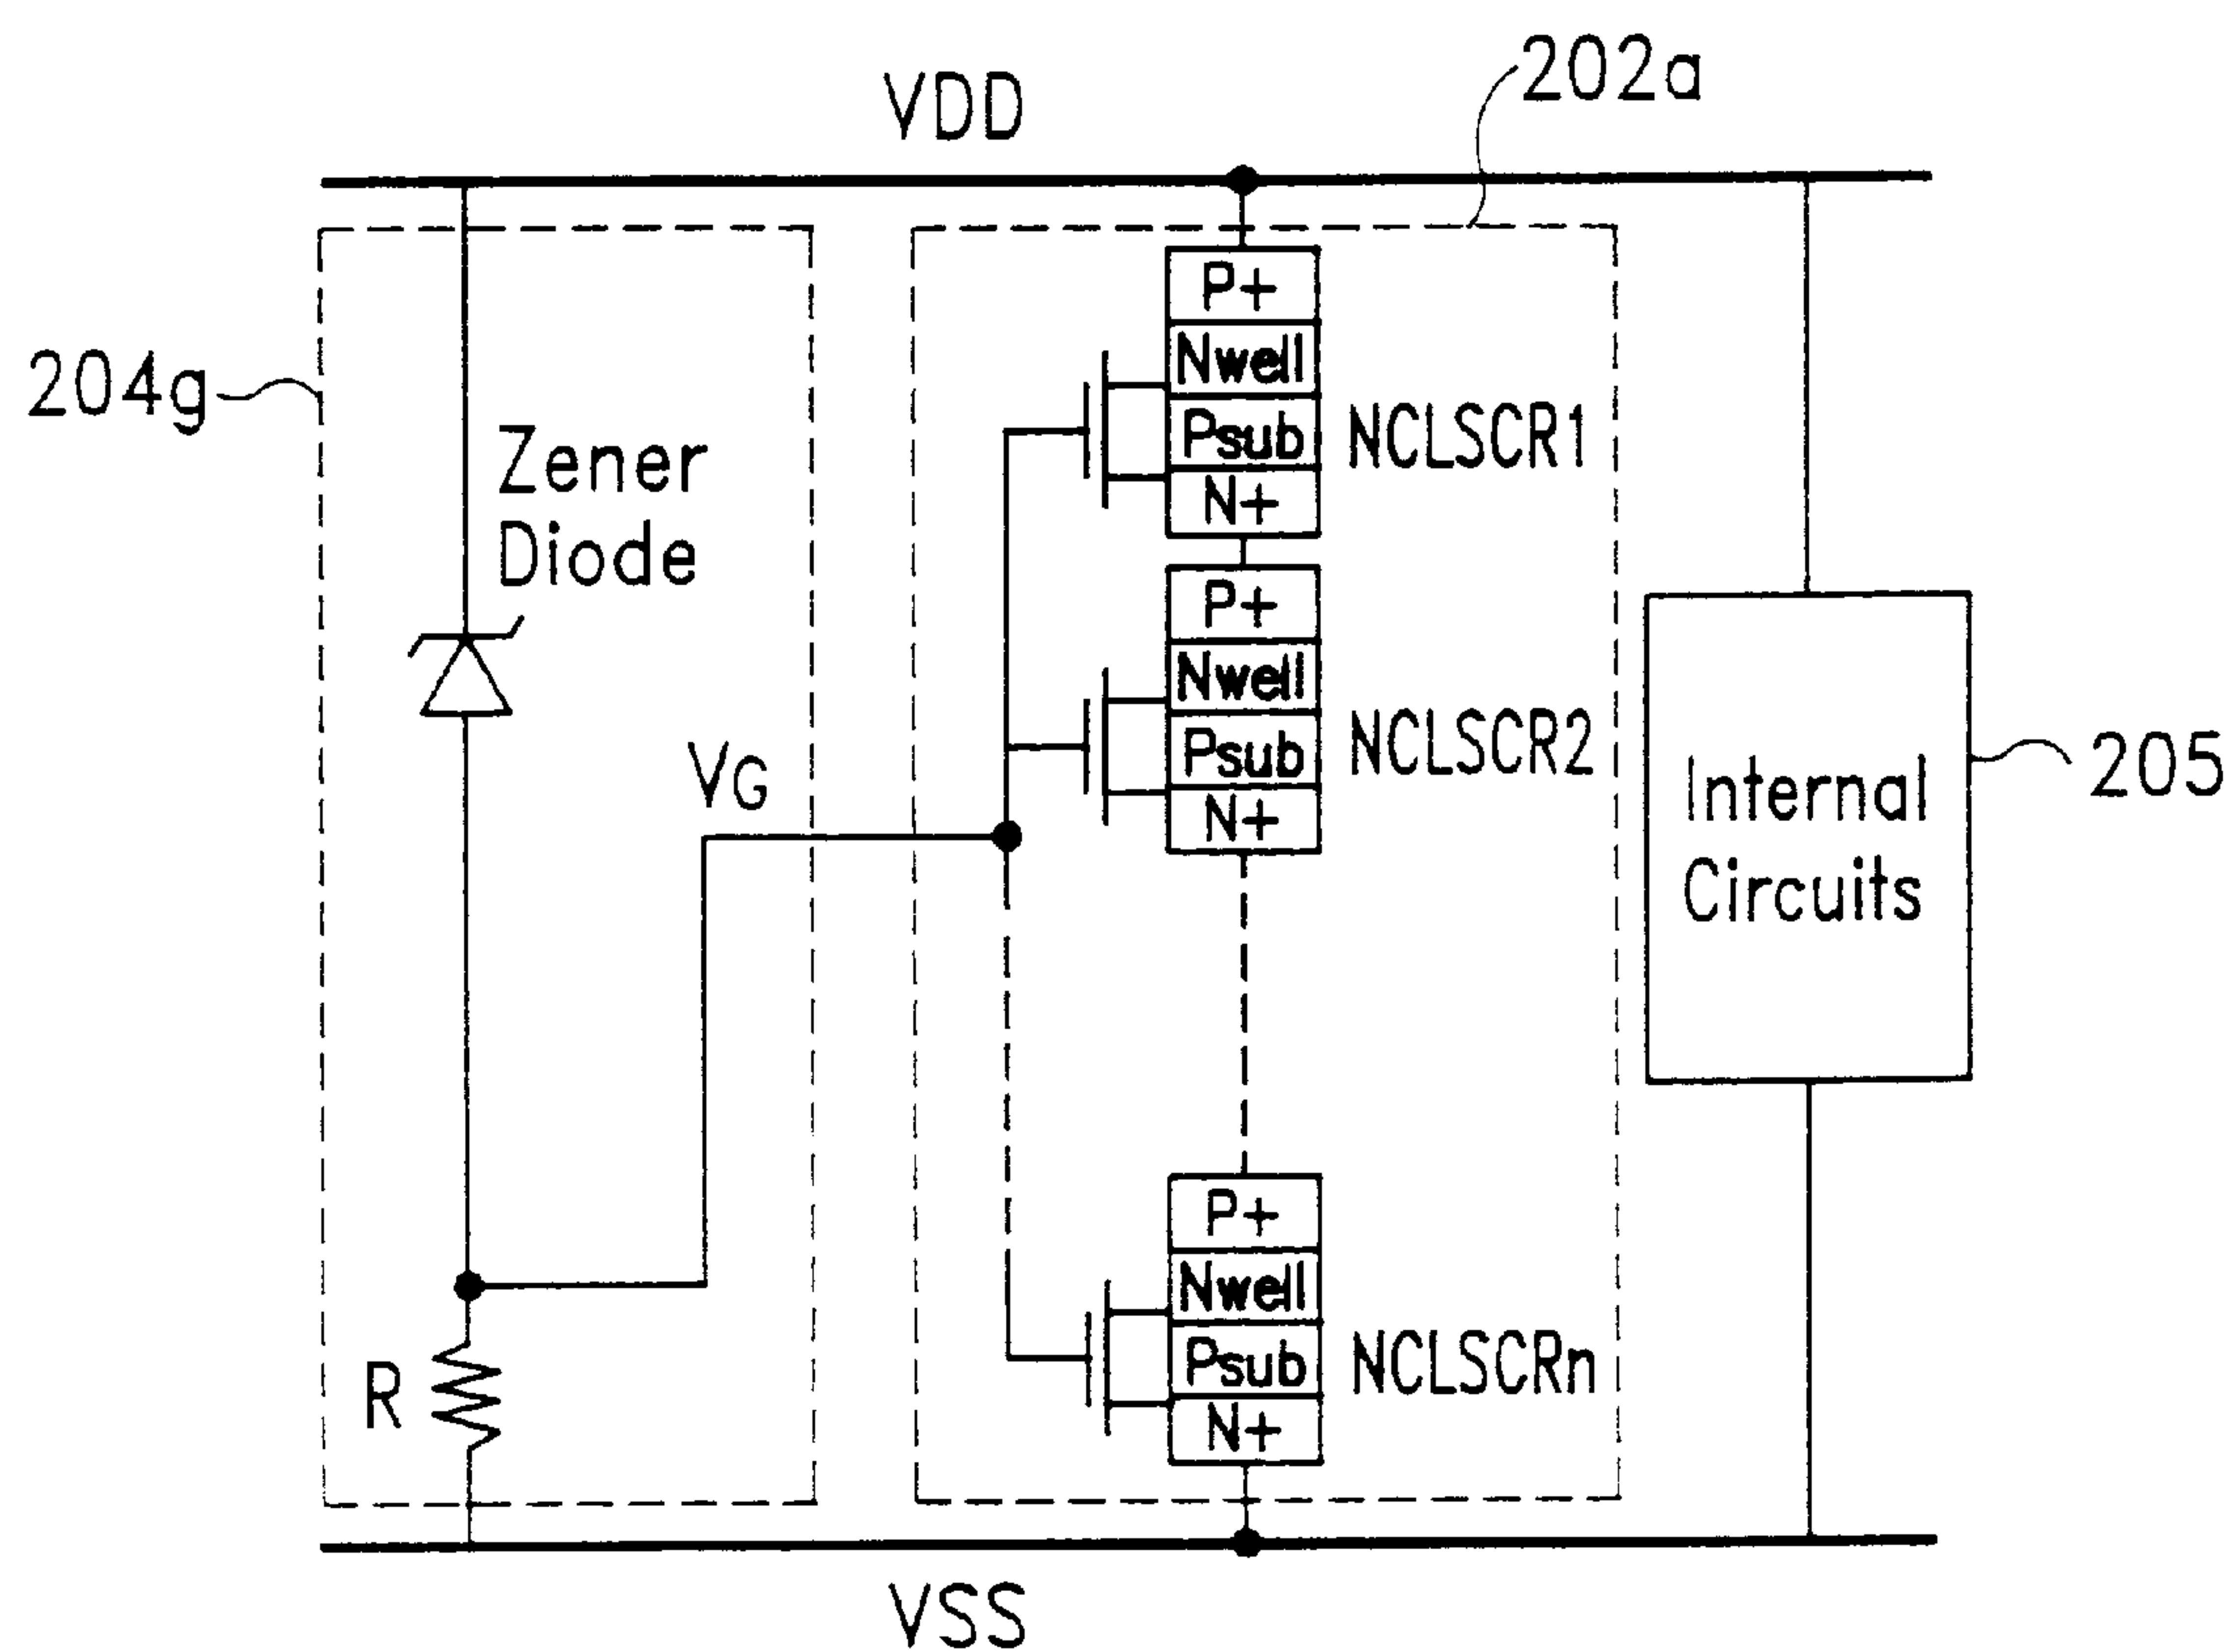 VDD
202a
204g
Zener
Diode
VG
R
P+
Nwell
Psub
N+
NCLSCR1
P+
Nwell
Psub
N+
NCLSCR2
P+
Nwell
Psub
N+
NCLSCRn
Internal
Circuits
205
VSS